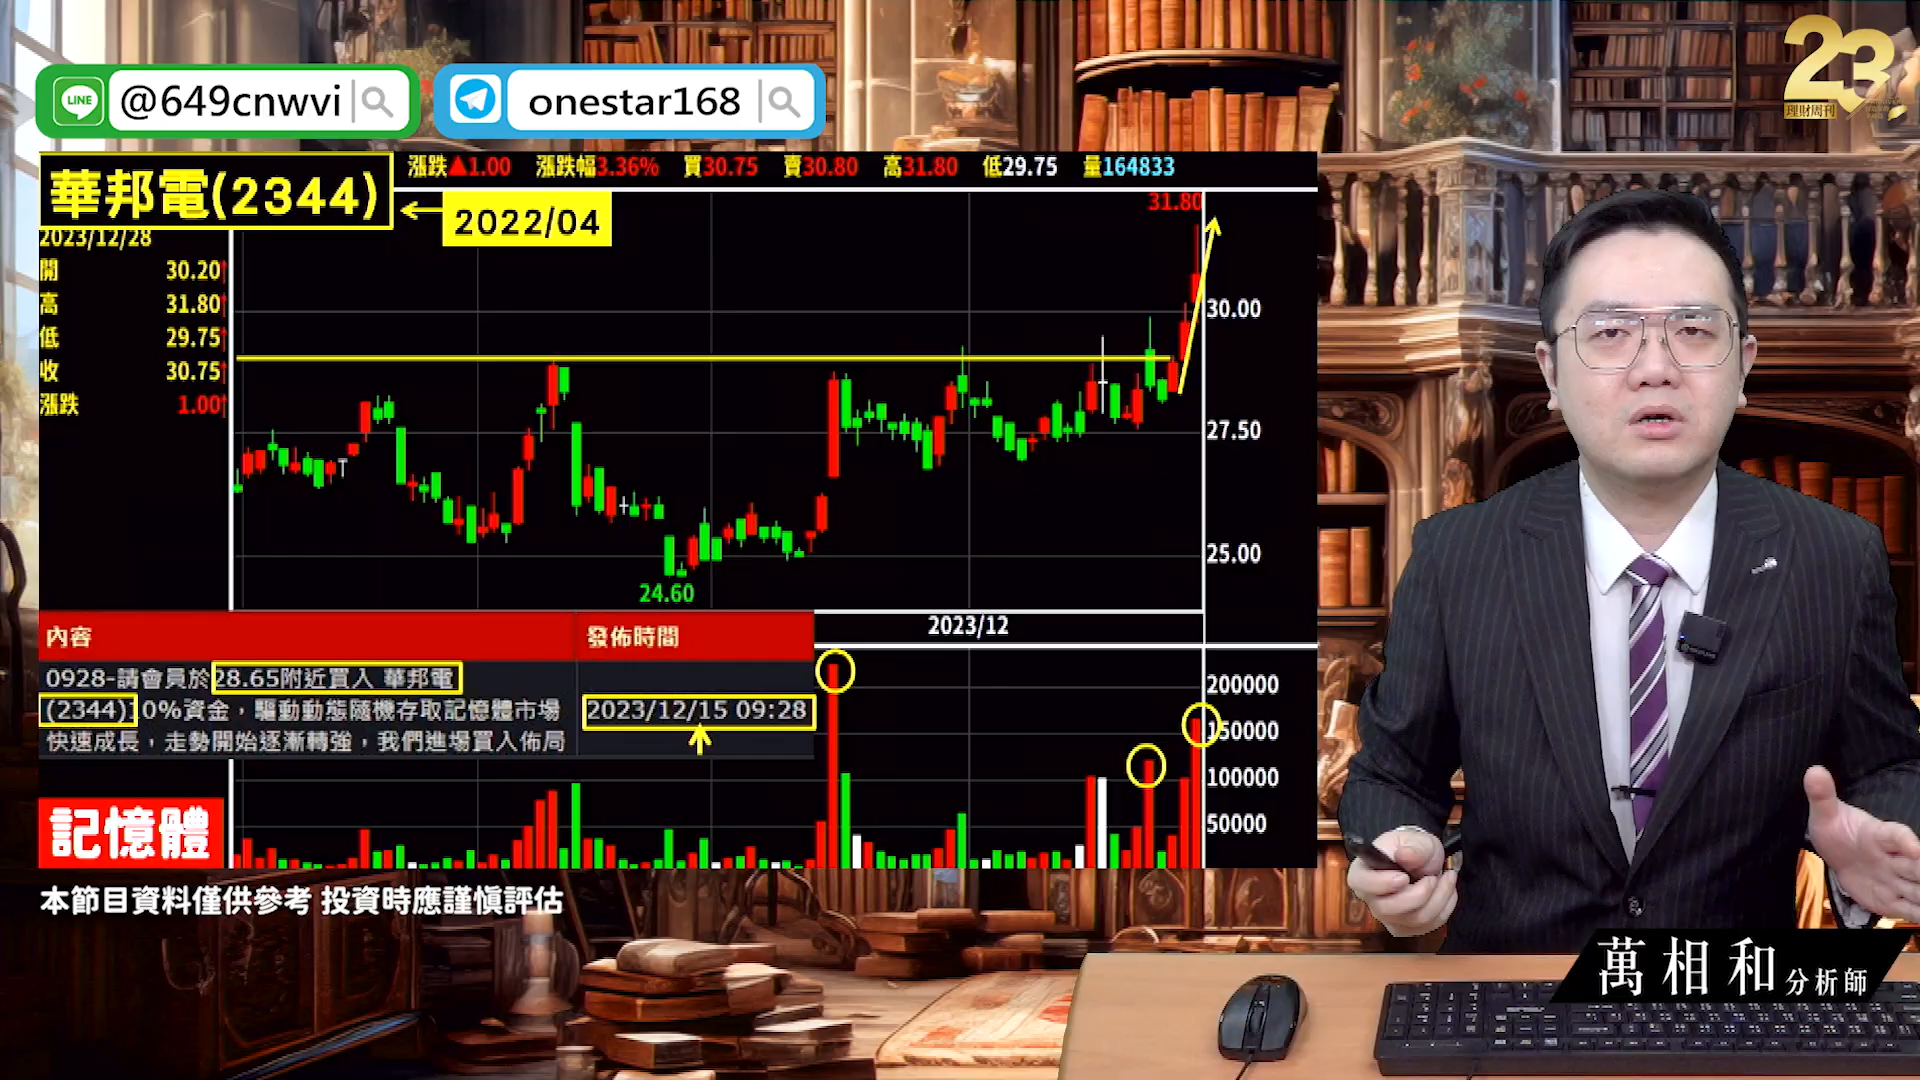 LINE @649cnwvi
onestar168
23
理財周刊
華邦電(2344)
2022/04
漲跌▲1.00 漲跌幅3.36% 買30.75 賣30.80 高31.80 低29.75 量164833
2023/12/28
開 30.20↑
高 31.80↑
低 29.75↑
收 30.75↑
漲跌 1.00↑
31.80
30.00
27.50
25.00
24.60
2023/12
內容 發佈時間
0928-請會員於28.65附近買入 華邦電
(2344)10%資金，驅動動態隨機存取記憶體市場
快速成長，走勢開始逐漸轉強，我們進場買入佈局
2023/12/15 09:28
200000
150000
100000
50000
記憶體
本節目資料僅供參考 投資時應謹慎評估
萬相和 分析師